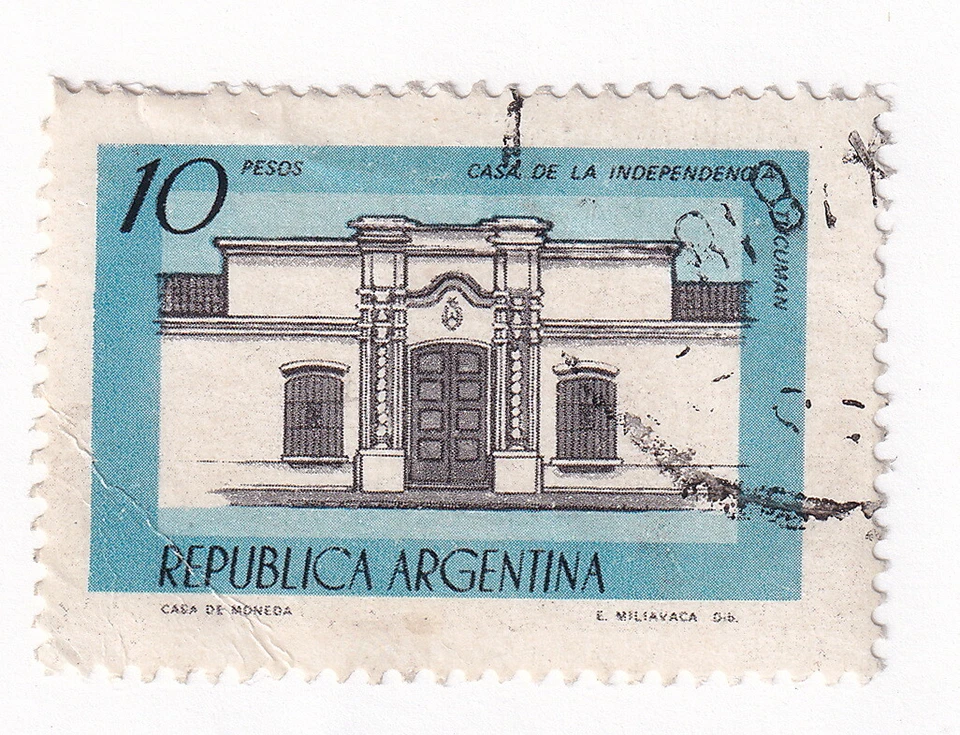 10 PESOS
CASA DE LA INDEPENDENCIA
TUCUMAN
REPUBLICA ARGENTINA
CASA DE MONEDA
E. MILIAVACA Dib.